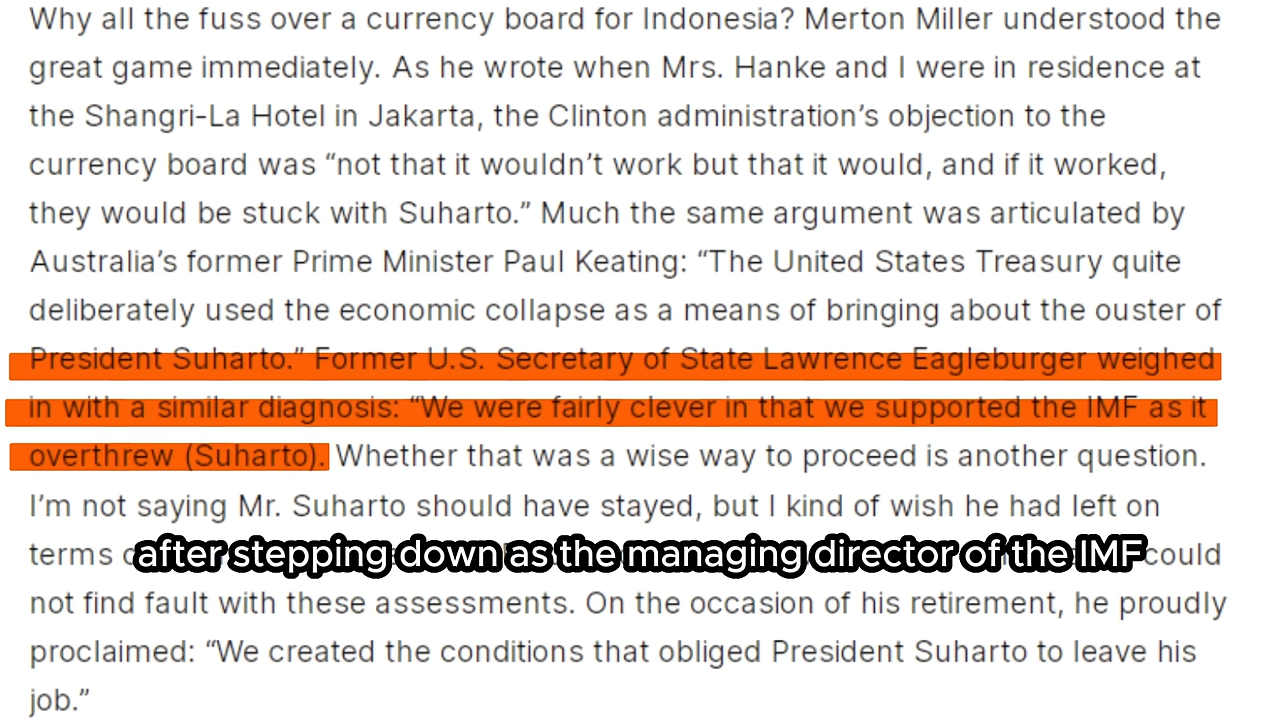 Why all the fuss over a currency board for Indonesia? Merton Miller understood the
great game immediately. As he wrote when Mrs. Hanke and I were in residence at
the Shangri-La Hotel in Jakarta, the Clinton administration’s objection to the
currency board was “not that it wouldn’t work but that it would, and if it worked,
they would be stuck with Suharto.” Much the same argument was articulated by
Australia’s former Prime Minister Paul Keating: “The United States Treasury quite
deliberately used the economic collapse as a means of bringing about the ouster of
President Suharto.” Former U.S. Secretary of State Lawrence Eagleburger weighed
in with a similar diagnosis: “We were fairly clever in that we supported the IMF as it
overthrew (Suharto). Whether that was a wise way to proceed is another question.
I’m not saying Mr. Suharto should have stayed, but I kind of wish he had left on
terms could
after stepping down as the managing director of the IMF
not find fault with these assessments. On the occasion of his retirement, he proudly
proclaimed: “We created the conditions that obliged President Suharto to leave his
job.”